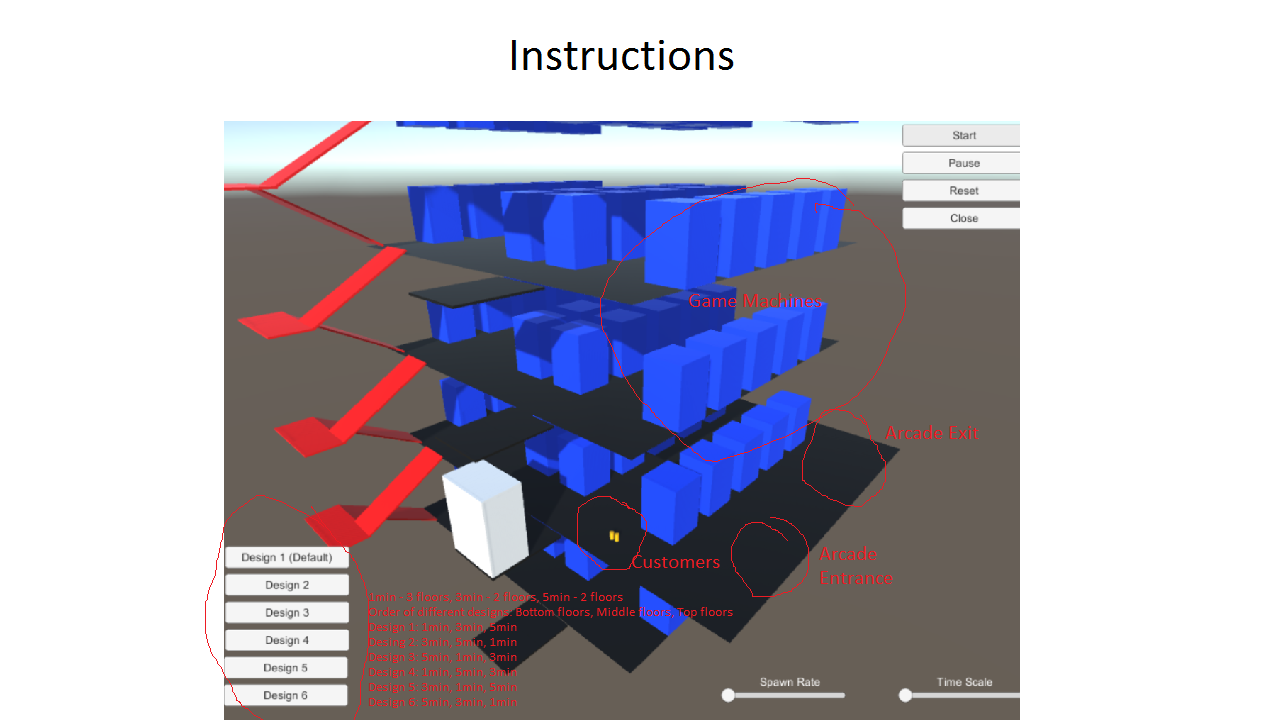 Instructions
Start
Pause
Reset
Close
Game Machines
Arcade Exit
Customers
Arcade
Entrance
Design 1 (Default)
Design 2
Design 3
Design 4
Design 5
Design 6
1min - 3 floors, 3min - 2 floors, 5min - 2 floors
Order of different designs: Bottom floors, Middle floors, Top floors
Design 1: 1min, 3min, 5min
Design 2: 3min, 5min, 1min
Design 3: 5min, 1min, 3min
Design 4: 1min, 5min, 3min
Design 5: 3min, 1min, 5min
Design 6: 5min, 3min, 1min
Spawn Rate
Time Scale